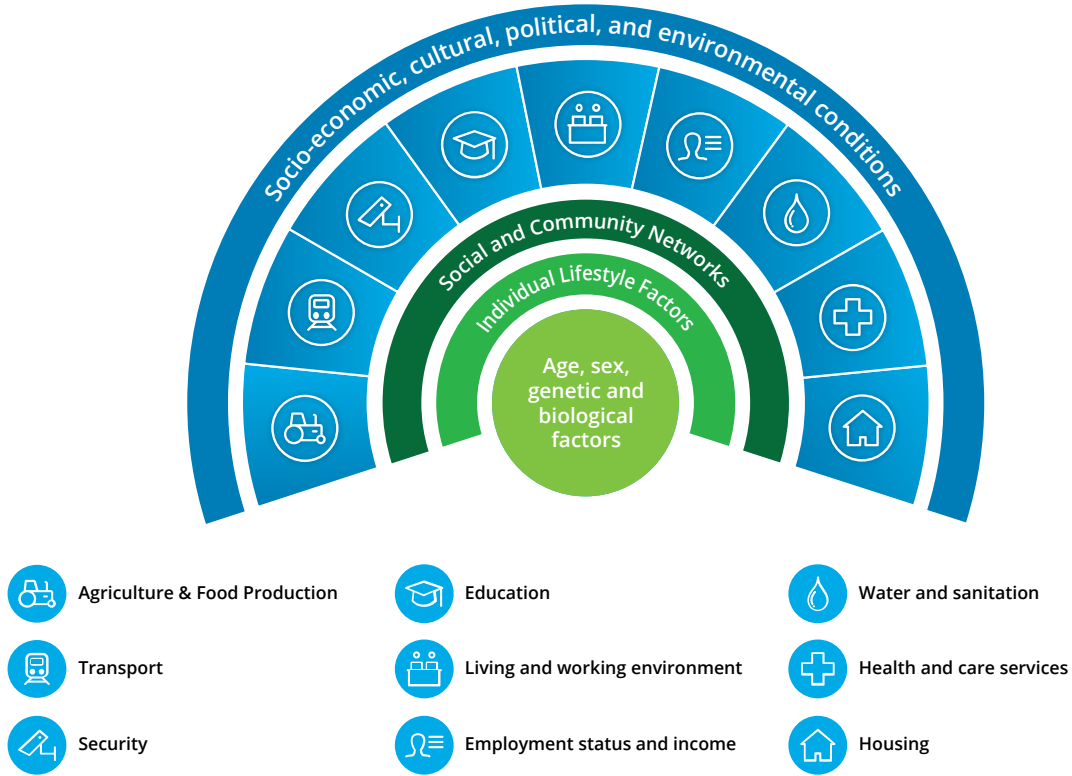 Socio-economic, cultural, political, and environmental conditions
Social and Community Networks
Individual Lifestyle Factors
Age, sex,
genetic and
biological
factors
Agriculture & Food Production
Education
Water and sanitation
Transport
Living and working environment
Health and care services
Security
Employment status and income
Housing